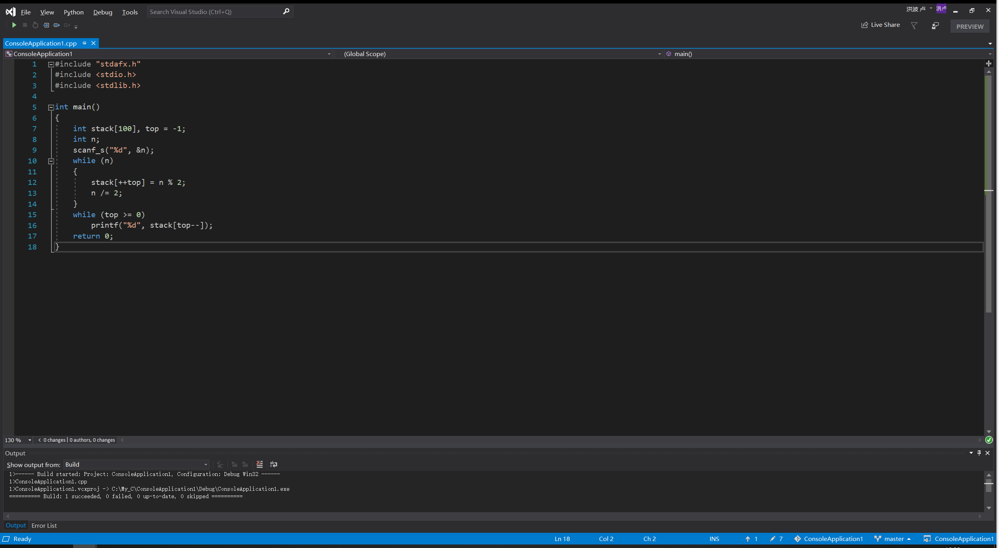 File View Python Debug Tools Search Visual Studio (Ctrl+Q) 洪波 卢 洪卢
Live Share PREVIEW
ConsoleApplication1.cpp
ConsoleApplication1 (Global Scope) main()
1 #include "stdafx.h"
2 #include <stdio.h>
3 #include <stdlib.h>
4
5 int main()
6 {
7 int stack[100], top = -1;
8 int n;
9 scanf_s("%d", &n);
10 while (n)
11 {
12 stack[++top] = n % 2;
13 n /= 2;
14 }
15 while (top >= 0)
16 printf("%d", stack[top--]);
17 return 0;
18 }
130 % 0 changes | 0 authors, 0 changes
Output
Show output from: Build
1>------ Build started: Project: ConsoleApplication1, Configuration: Debug Win32 ------
1>ConsoleApplication1.cpp
1>ConsoleApplication1.vcxproj -> C:\My_C\ConsoleApplication1\Debug\ConsoleApplication1.exe
========== Build: 1 succeeded, 0 failed, 0 up-to-date, 0 skipped ==========
Output Error List
Ready Ln 18 Col 2 Ch 2 INS 1 7 ConsoleApplication1 master ConsoleApplication1